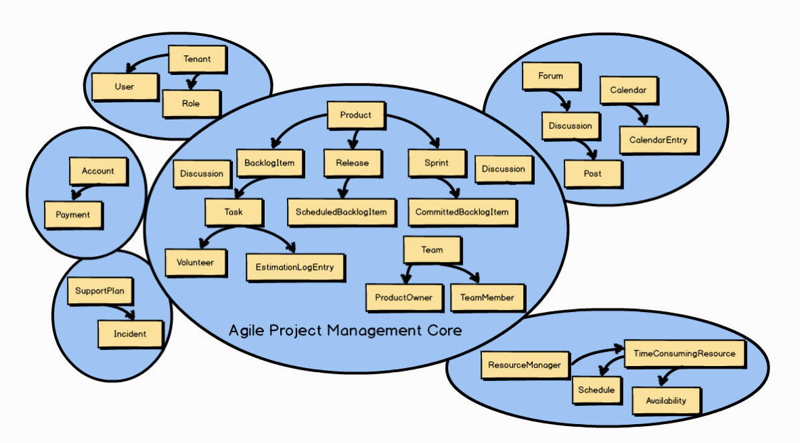 Tenant
User
Role
Account
Payment
SupportPlan
Incident
Product
BacklogItem
Release
Sprint
Discussion
Discussion
Task
ScheduledBacklogItem
CommittedBacklogItem
Volunteer
EstimationLogEntry
Team
ProductOwner
TeamMember
Agile Project Management Core
Forum
Calendar
Discussion
CalendarEntry
Post
ResourceManager
TimeConsumingResource
Schedule
Availability